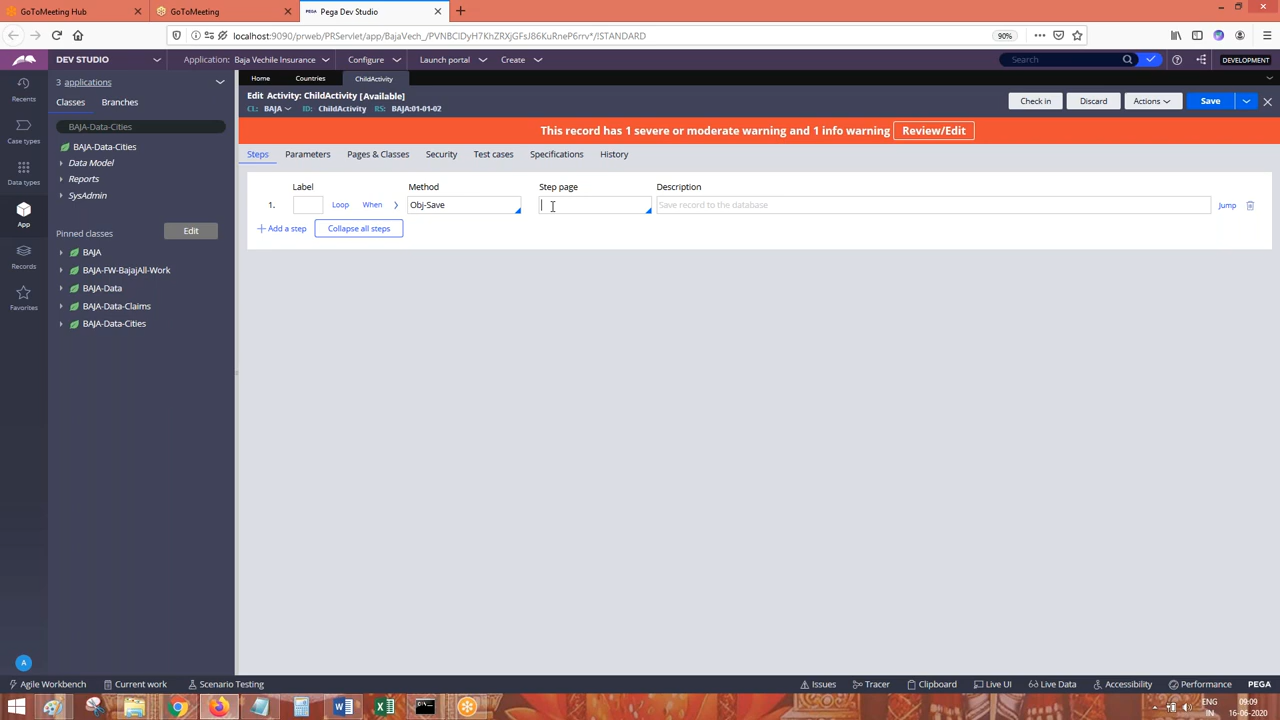 GoToMeeting Hub
GoToMeeting
PEGA Pega Dev Studio
localhost:9090/prweb/PRServlet/app/BajaVech_/PVNBCIDyH7KhZRXjGFsJ86KuRneP6rrv*/!STANDARD
90%
DEV STUDIO
Application: Baja Vechile Insurance
Configure
Launch portal
Create
Search
DEVELOPMENT
Recents
Case types
Data types
App
Records
Favorites
3 applications
Classes
Branches
BAJA-Data-Cities
BAJA-Data-Cities
Data Model
Reports
SysAdmin
Pinned classes
Edit
BAJA
BAJA-FW-BajajAll-Work
BAJA-Data
BAJA-Data-Claims
BAJA-Data-Cities
A
Home
Countries
ChildActivity
Edit Activity: ChildActivity [Available]
CL: BAJA ID: ChildActivity RS: BAJA:01-01-02
Check in
Discard
Actions
Save
This record has 1 severe or moderate warning and 1 info warning
Review/Edit
Steps
Parameters
Pages & Classes
Security
Test cases
Specifications
History
Label
Method
Step page
Description
1.
Loop
When
Obj-Save
Save record to the database
Jump
Add a step
Collapse all steps
Agile Workbench
Current work
Scenario Testing
Issues
Tracer
Clipboard
Live UI
Live Data
Accessibility
Performance
PEGA
ENG
IN
09:09
16-06-2020